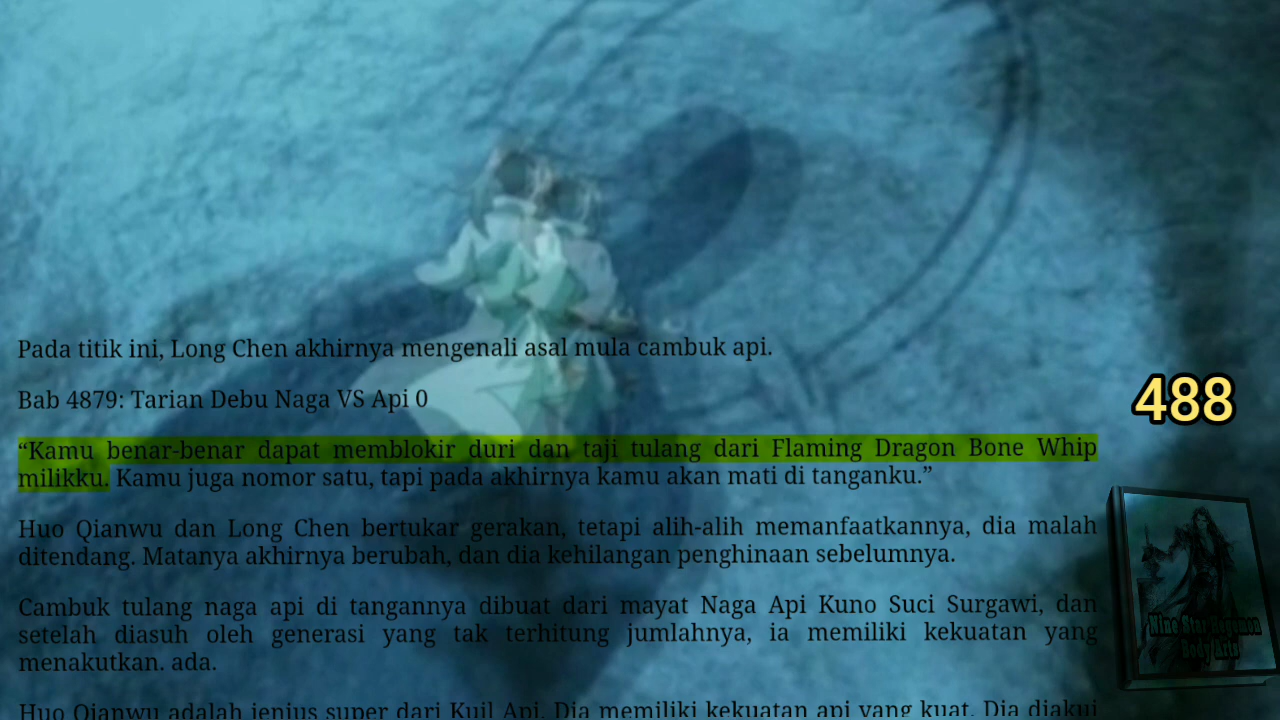 Pada titik ini, Long Chen akhirnya mengenali asal mula cambuk api.
Bab 4879: Tarian Debu Naga VS Api 0
“Kamu benar-benar dapat memblokir duri dan taji tulang dari Flaming Dragon Bone Whip
milikku. Kamu juga nomor satu, tapi pada akhirnya kamu akan mati di tanganku.”
488
Huo Qianwu dan Long Chen bertukar gerakan, tetapi alih-alih memanfaatkannya, dia malah
ditendang. Matanya akhirnya berubah, dan dia kehilangan penghinaan sebelumnya.
Cambuk tulang naga api di tangannya dibuat dari mayat Naga Api Kuno Suci Surgawi, dan
setelah diasuh oleh generasi yang tak terhitung jumlahnya, ia memiliki kekuatan yang
menakutkan. ada.
Nine Star Hegemon
Body Arts
Huo Qianwu adalah jenius super dari Kuil Api. Dia memiliki kekuatan api yang kuat. Dia diakui